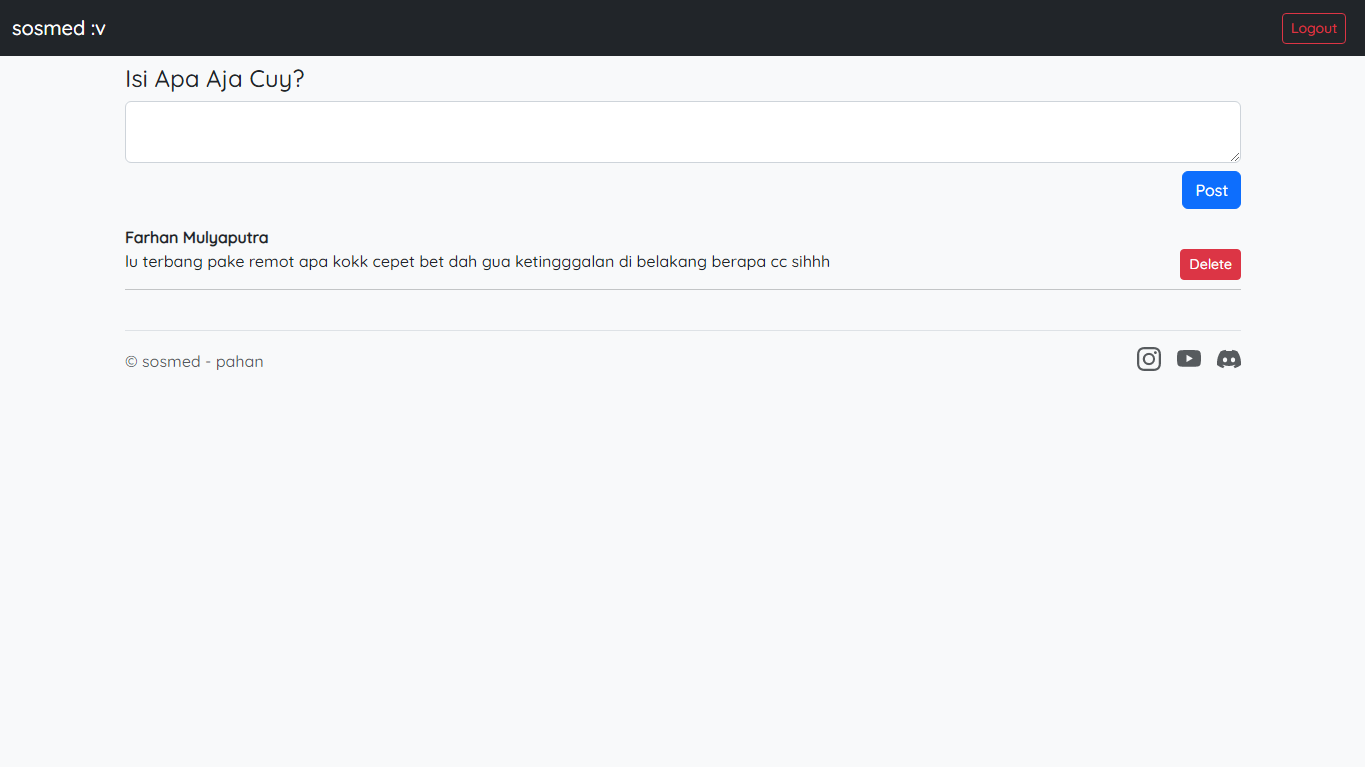 sosmed :v
Logout
Isi Apa Aja Cuy?
Post
Farhan Mulyaputra
lu terbang pake remot apa kokk cepet bet dah gua ketingggalan di belakang berapa cc sihhh
Delete
© sosmed - pahan